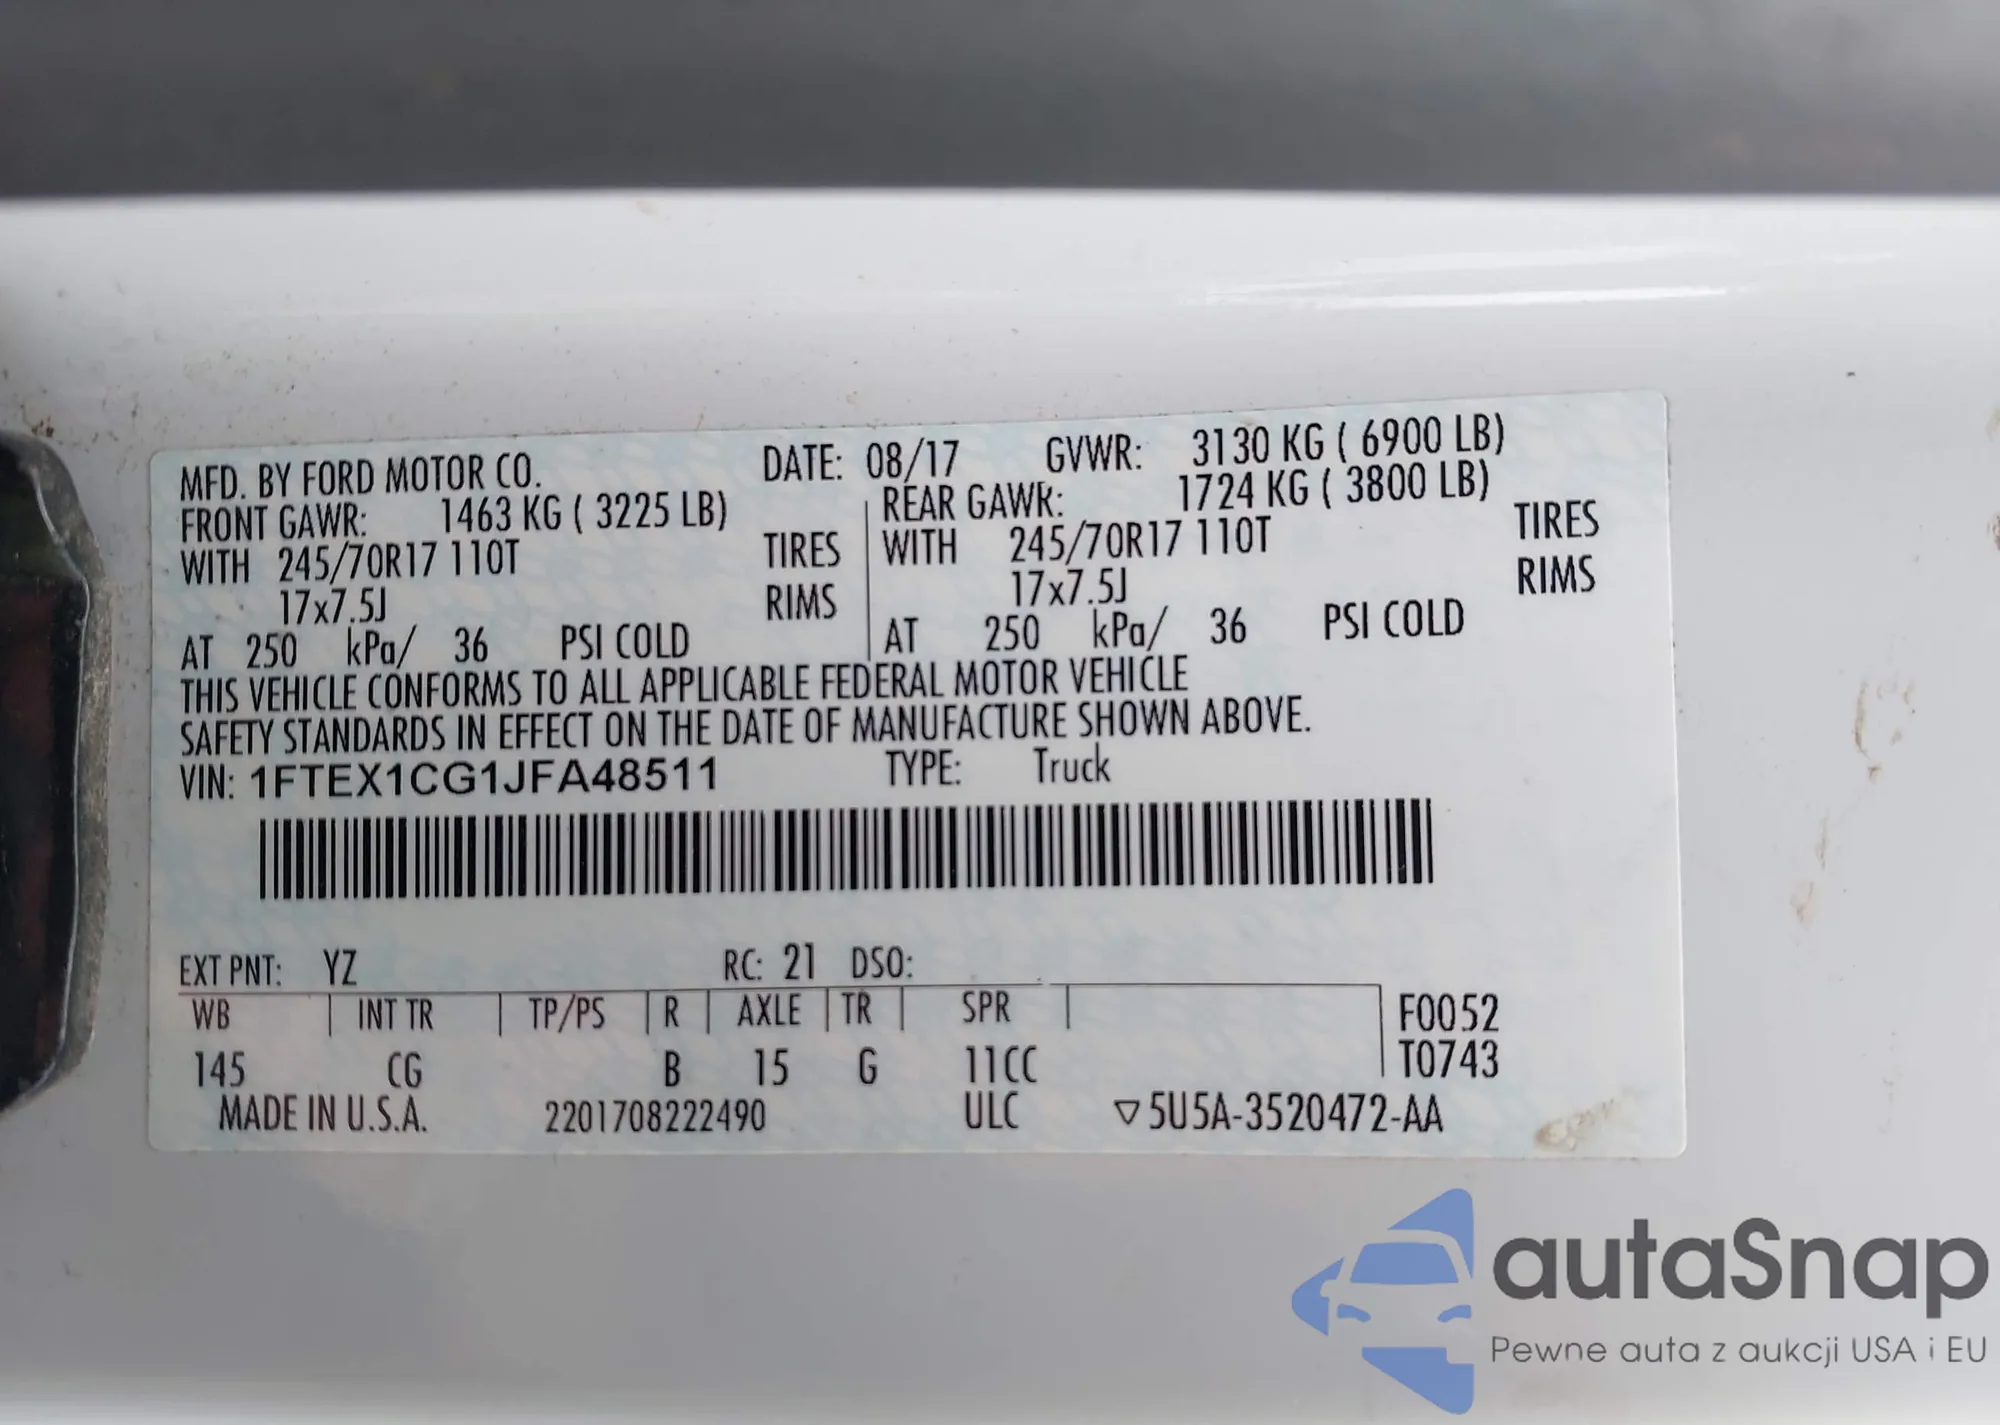 MFD. BY FORD MOTOR CO. DATE: 08/17 GVWR: 3130 KG ( 6900 LB)
FRONT GAWR: 1463 KG ( 3225 LB) REAR GAWR: 1724 KG ( 3800 LB)
WITH 245/70R17 110T TIRES WITH 245/70R17 110T TIRES
17x7.5J RIMS 17x7.5J RIMS
AT 250 kPa/ 36 PSI COLD AT 250 kPa/ 36 PSI COLD
THIS VEHICLE CONFORMS TO ALL APPLICABLE FEDERAL MOTOR VEHICLE
SAFETY STANDARDS IN EFFECT ON THE DATE OF MANUFACTURE SHOWN ABOVE.
VIN: 1FTEX1CG1JFA48511 TYPE: Truck
EXT PNT: YZ RC: 21 DSO:
WB INT TR TP/PS R AXLE TR SPR F0052
145 CG B 15 G 11CC T0743
MADE IN U.S.A. 2201708222490 ULC ▽5U5A-3520472-AA
autaSnap
Pewne auta z aukcji USA i EU